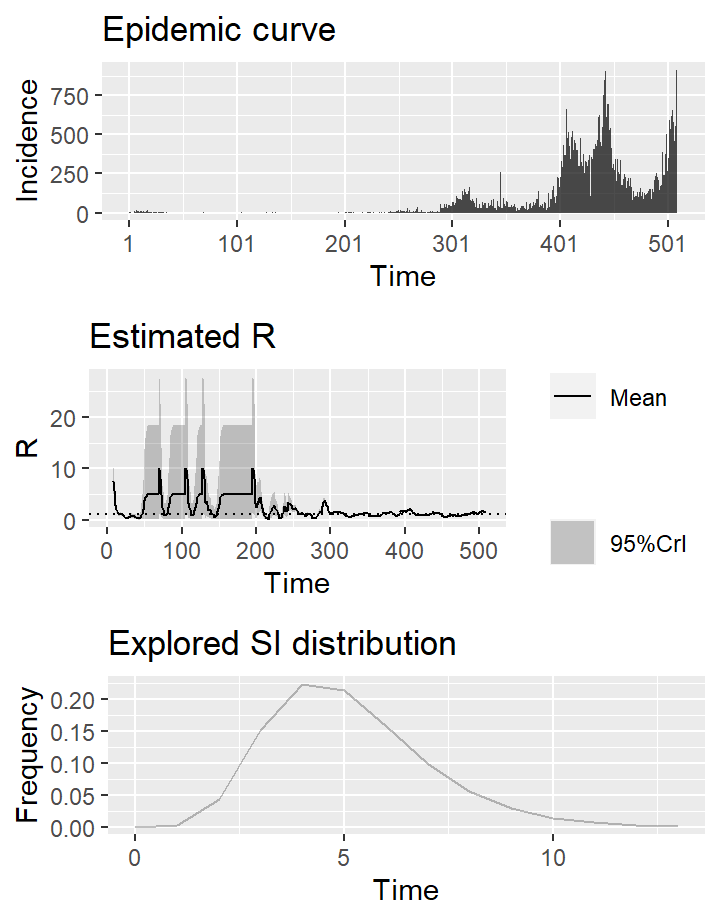 Epidemic curve
Incidence
750
500
250
0
1 101 201 301 401 501
Time
Estimated R
R
20
10
0
0 100 200 300 400 500
Time
Mean
95%CrI
Explored SI distribution
Frequency
0.20
0.15
0.10
0.05
0.00
0 5 10
Time